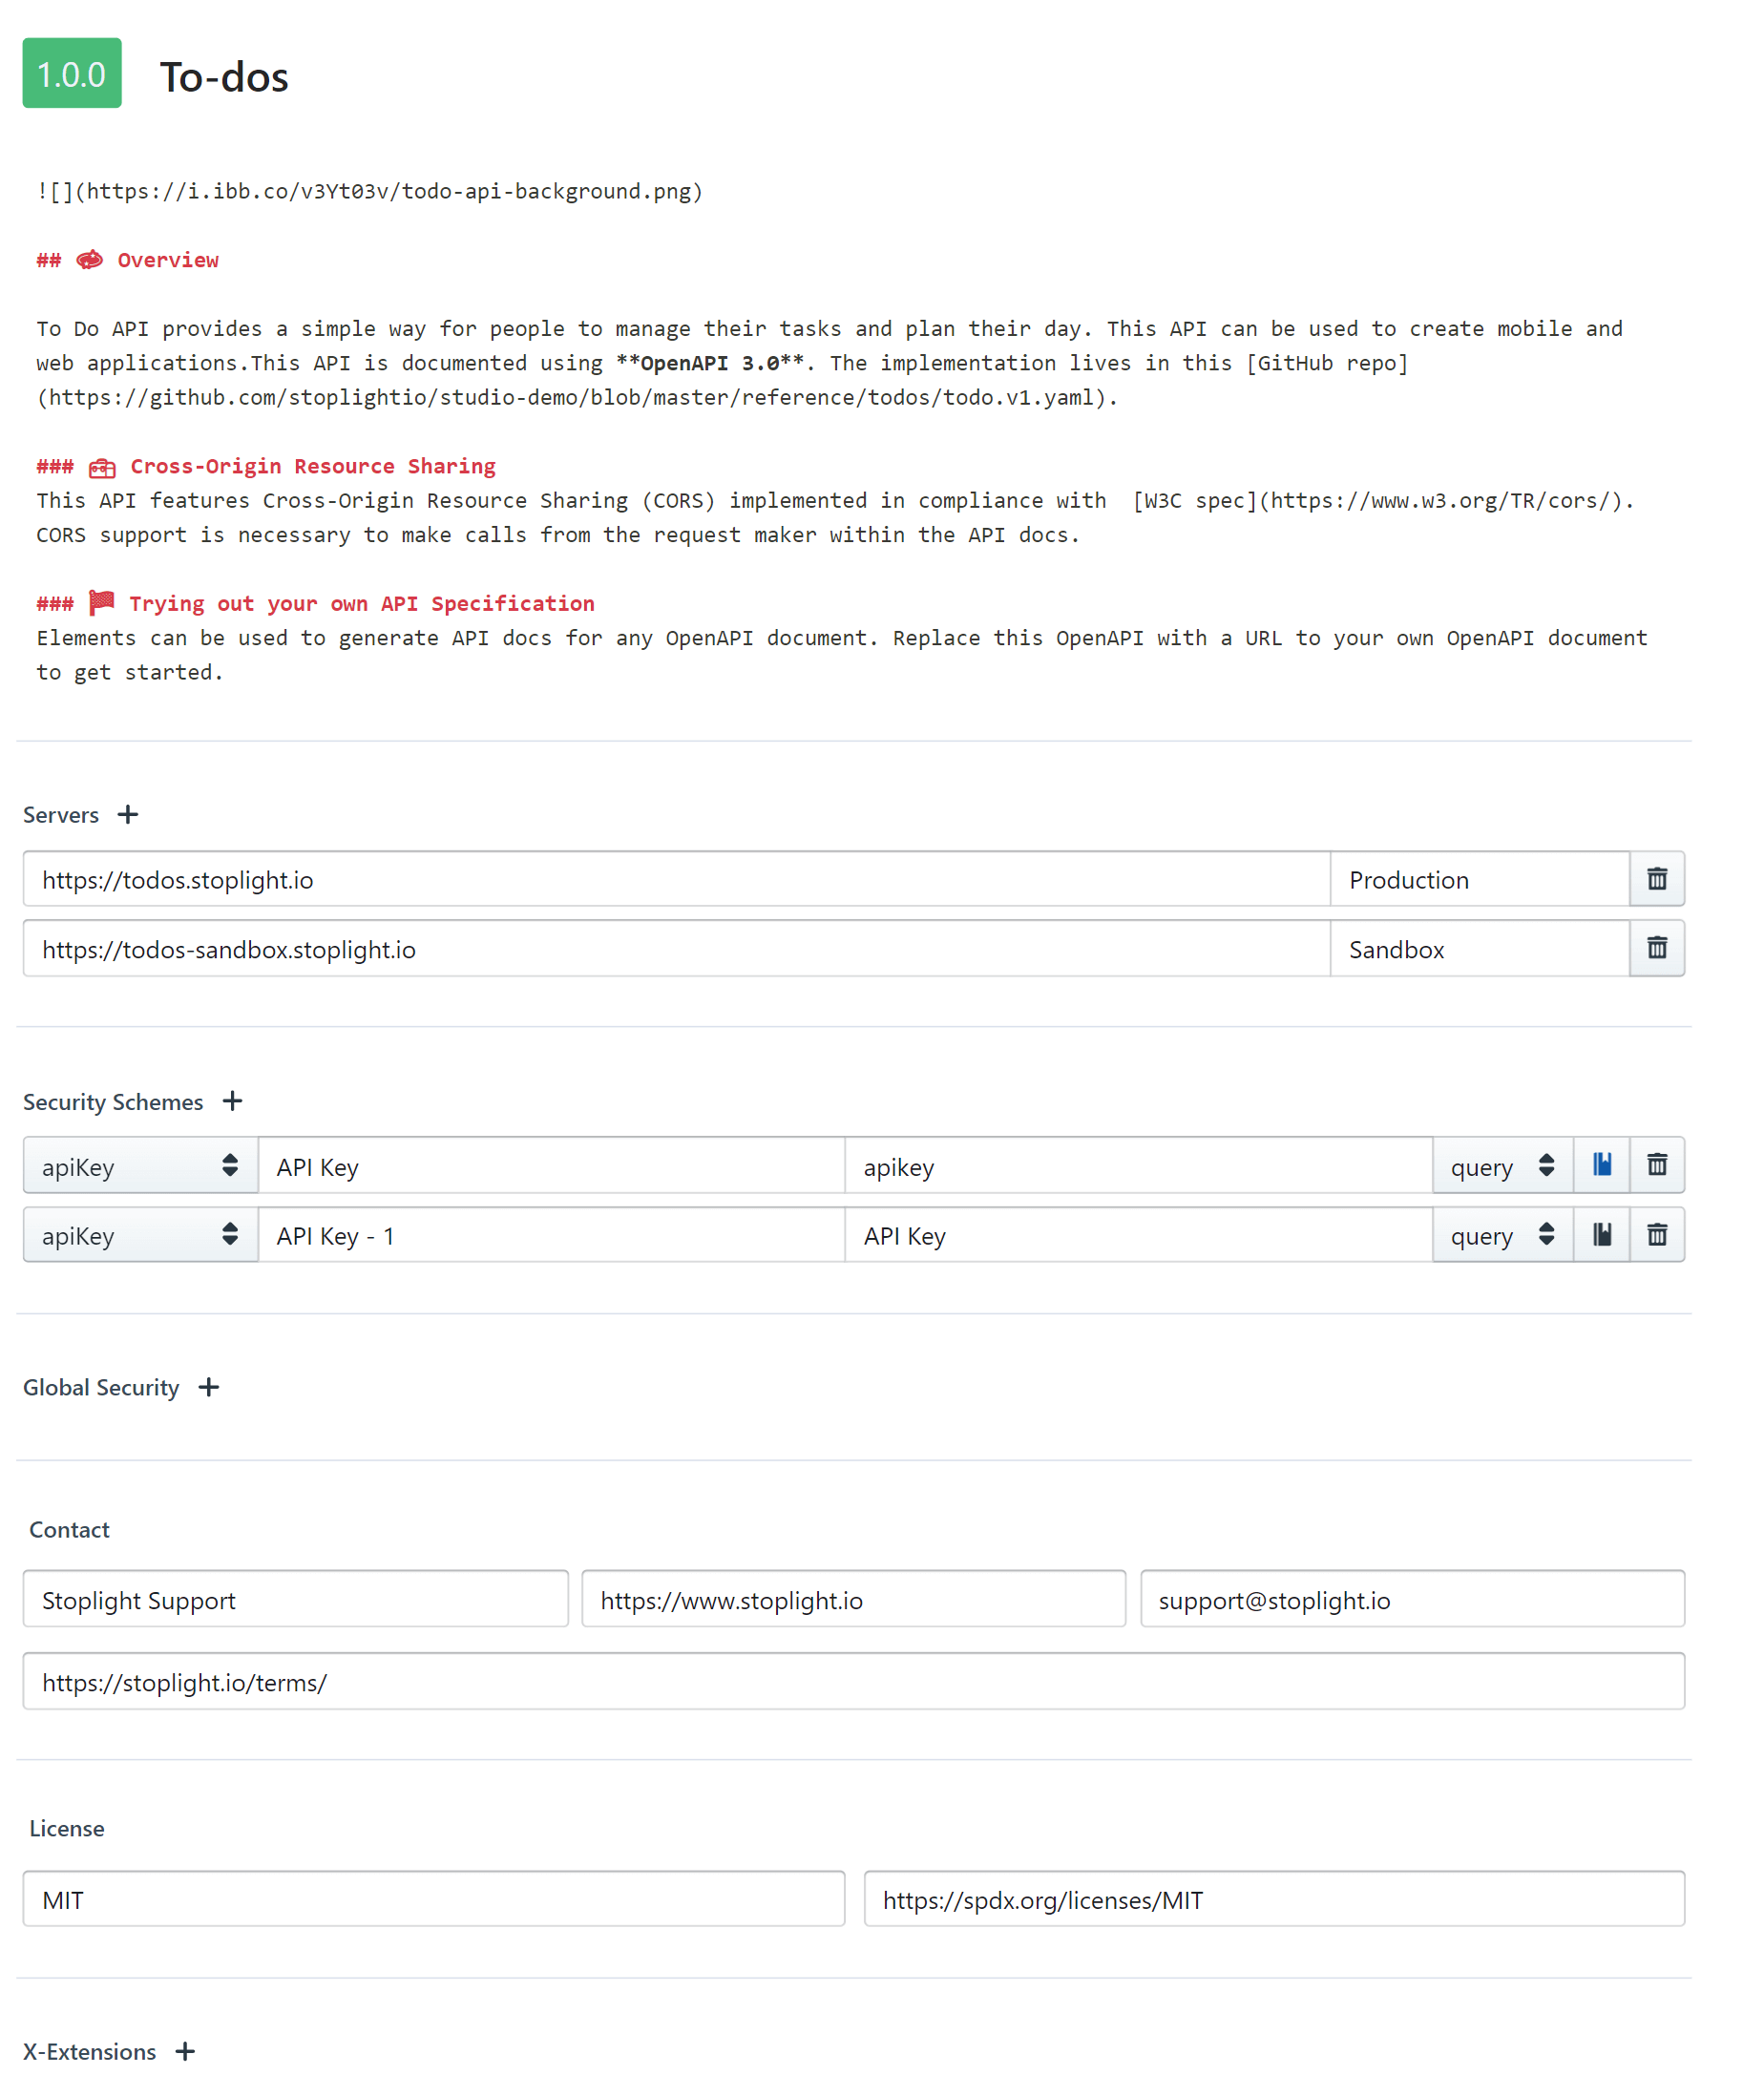 1.0.0 To-dos
![](https://i.ibb.co/v3Yt03v/todo-api-background.png)
## Overview
To Do API provides a simple way for people to manage their tasks and plan their day. This API can be used to create mobile and
web applications.This API is documented using **OpenAPI 3.0**. The implementation lives in this [GitHub repo]
(https://github.com/stoplightio/studio-demo/blob/master/reference/todos/todo.v1.yaml).
### Cross-Origin Resource Sharing
This API features Cross-Origin Resource Sharing (CORS) implemented in compliance with  [W3C spec](https://www.w3.org/TR/cors/).
CORS support is necessary to make calls from the request maker within the API docs.
### Trying out your own API Specification
Elements can be used to generate API docs for any OpenAPI document. Replace this OpenAPI with a URL to your own OpenAPI document
to get started.
Servers +
https://todos.stoplight.io Production
https://todos-sandbox.stoplight.io Sandbox
Security Schemes +
apiKey API Key apikey query
apiKey API Key - 1 API Key query
Global Security +
Contact
Stoplight Support https://www.stoplight.io support@stoplight.io
https://stoplight.io/terms/
License
MIT https://spdx.org/licenses/MIT
X-Extensions +